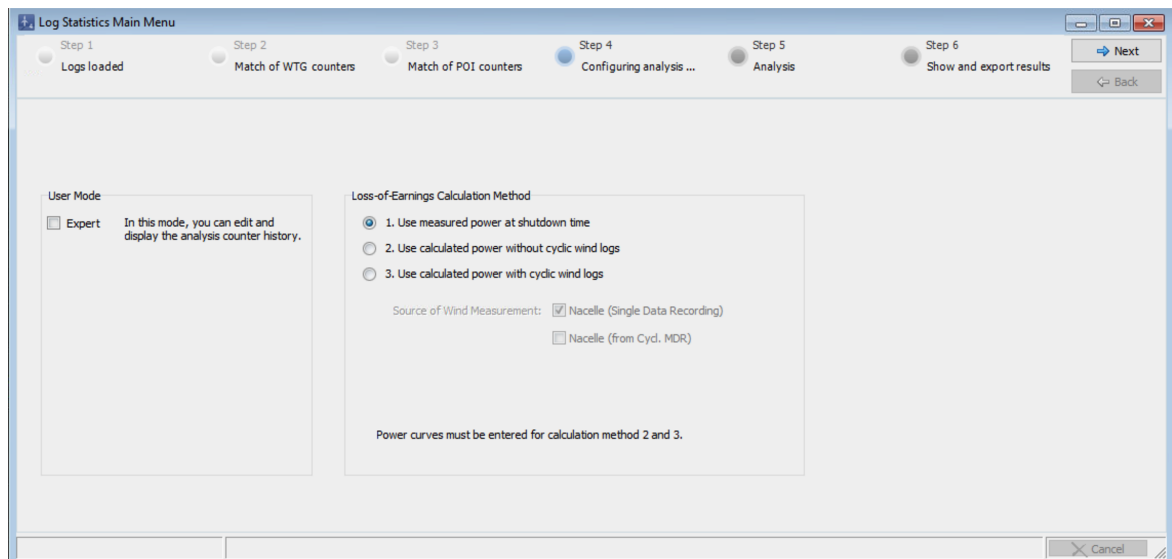 Log Statistics Main Menu
Step 1
Logs loaded
Step 2
Match of WTG counters
Step 3
Match of POI counters
Step 4
Configuring analysis ...
Step 5
Analysis
Step 6
Show and export results
Next
Back
User Mode
Expert
In this mode, you can edit and
display the analysis counter history.
Loss-of-Earnings Calculation Method
1. Use measured power at shutdown time
2. Use calculated power without cyclic wind logs
3. Use calculated power with cyclic wind logs
Source of Wind Measurement:
Nacelle (Single Data Recording)
Nacelle (from Cycl. MDR)
Power curves must be entered for calculation method 2 and 3.
Cancel